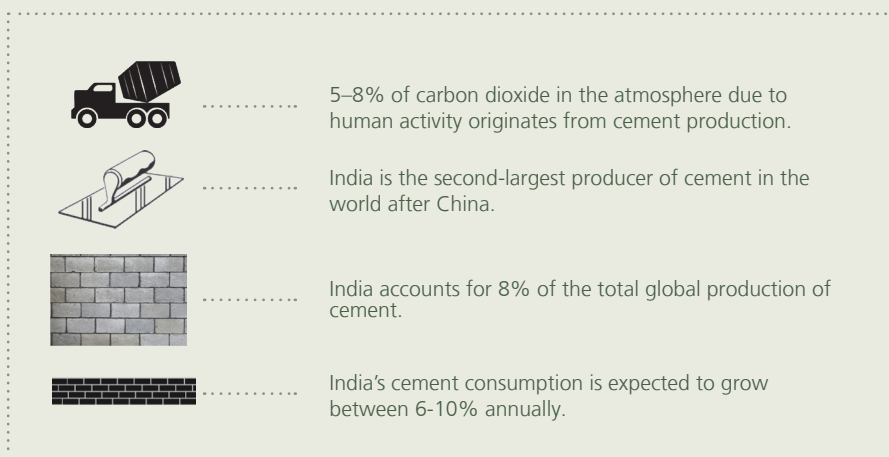 5–8% of carbon dioxide in the atmosphere due to
human activity originates from cement production.
India is the second-largest producer of cement in the
world after China.
India accounts for 8% of the total global production of
cement.
India’s cement consumption is expected to grow
between 6-10% annually.